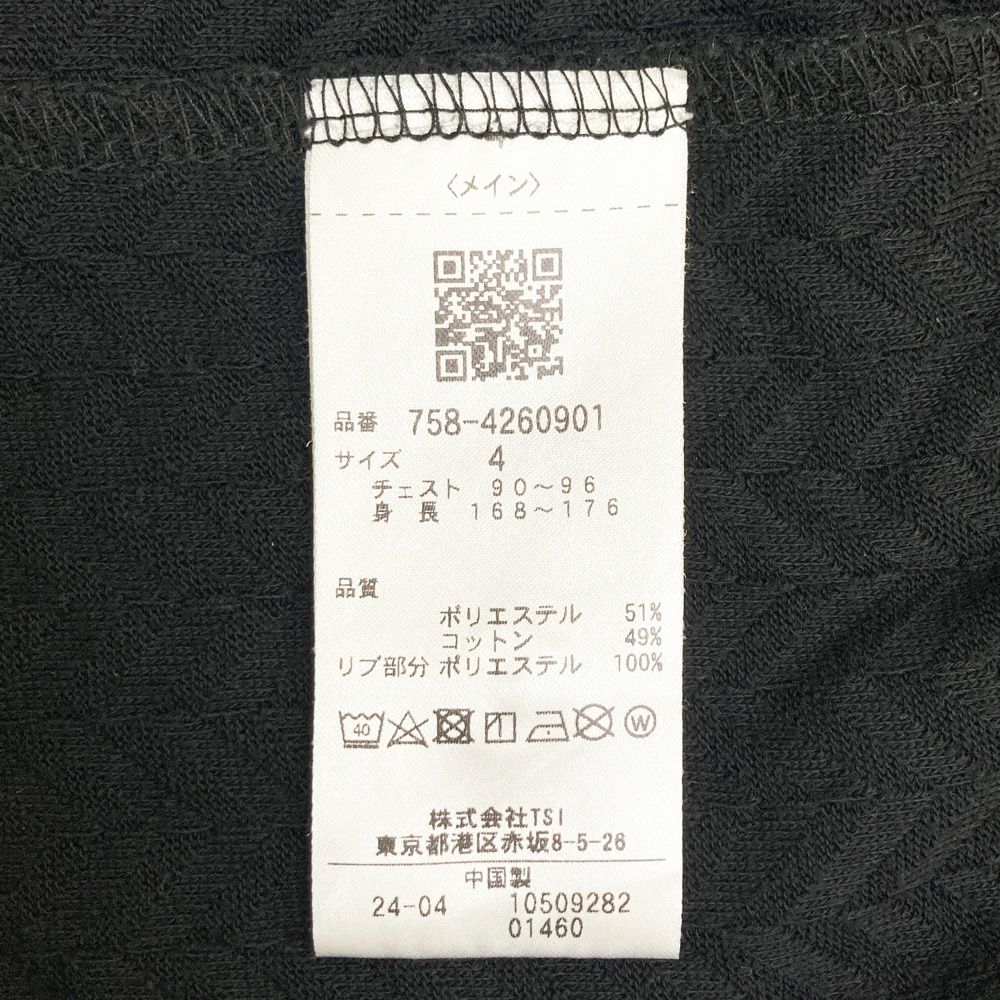 〈メイン〉
品番 758-4260901
サイズ 4
チェスト 90～96
身長 168～176
品質
ポリエステル 51%
コットン 49%
リブ部分 ポリエステル 100%
40 W
株式会社TSI
東京都港区赤坂8-5-26
中国製
24-04 10509282
01460